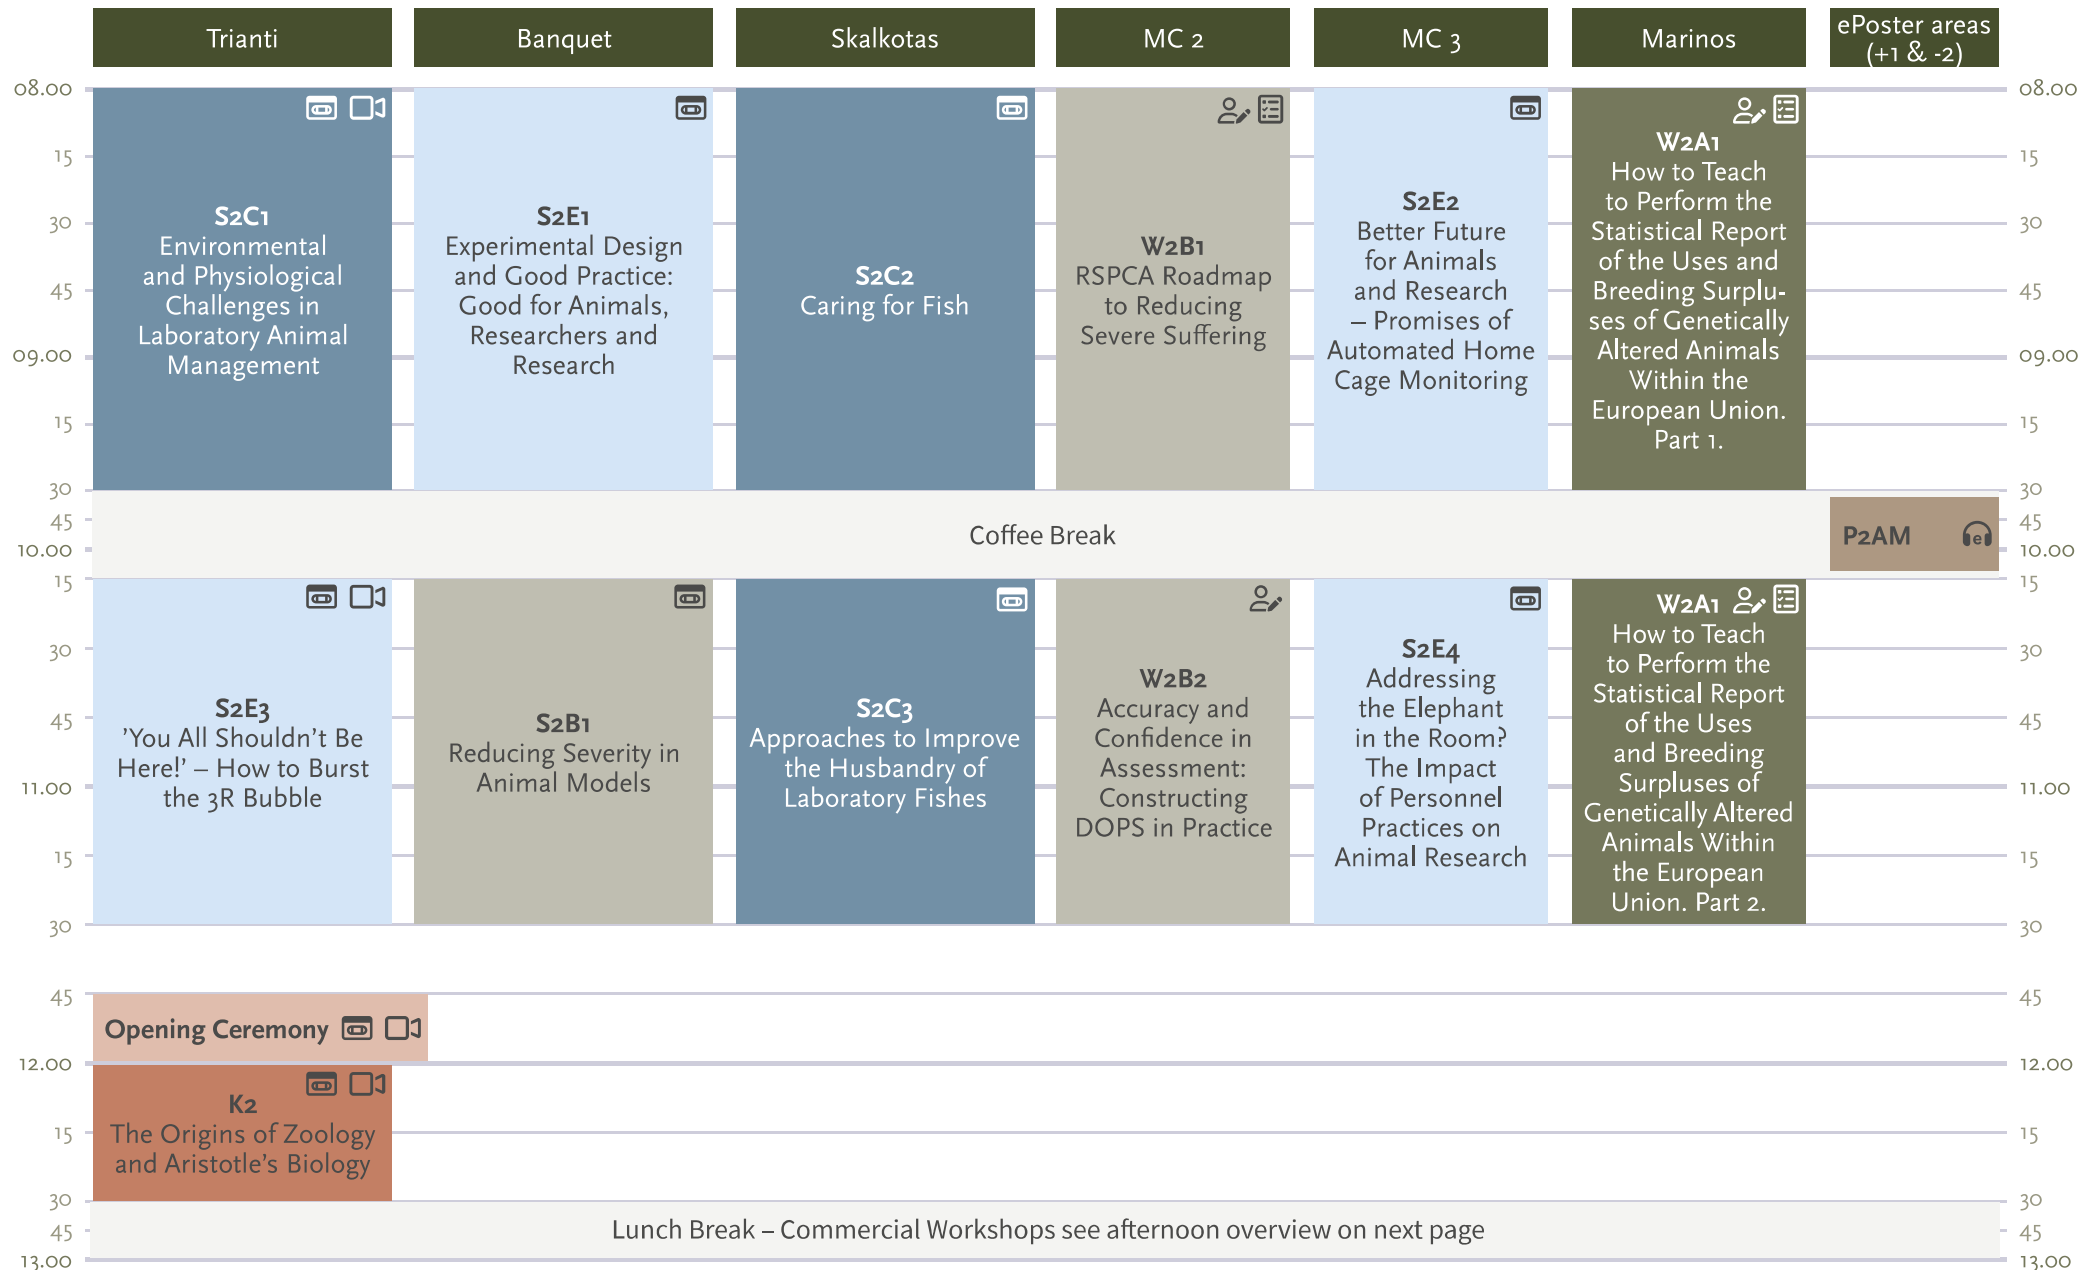 Trianti
Banquet
Skalkotas
MC 2
MC 3
Marinos
ePoster areas
(+1 & -2)
08.00
15
30
45
09.00
15
30
45
10.00
15
30
45
11.00
15
30
45
12.00
15
30
45
13.00
S2C1
Environmental
and Physiological
Challenges in
Laboratory Animal
Management
S2E1
Experimental Design
and Good Practice:
Good for Animals,
Researchers and
Research
S2C2
Caring for Fish
W2B1
RSPCA Roadmap
to Reducing
Severe Suffering
S2E2
Better Future
for Animals
and Research
– Promises of
Automated Home
Cage Monitoring
W2A1
How to Teach
to Perform the
Statistical Report
of the Uses and
Breeding Surplu-
ses of Genetically
Altered Animals
Within the
European Union.
Part 1.
Coffee Break
P2AM
e
S2E3
’You All Shouldn’t Be
Here!’ – How to Burst
the 3R Bubble
S2B1
Reducing Severity in
Animal Models
S2C3
Approaches to Improve
the Husbandry of
Laboratory Fishes
W2B2
Accuracy and
Confidence in
Assessment:
Constructing
DOPS in Practice
S2E4
Addressing
the Elephant
in the Room?
The Impact
of Personnel
Practices on
Animal Research
W2A1
How to Teach
to Perform the
Statistical Report
of the Uses
and Breeding
Surpluses of
Genetically Altered
Animals Within
the European
Union. Part 2.
Opening Ceremony
K2
The Origins of Zoology
and Aristotle’s Biology
Lunch Break – Commercial Workshops see afternoon overview on next page
08.00
15
30
45
09.00
15
30
45
10.00
15
30
45
11.00
15
30
45
12.00
15
30
45
13.00